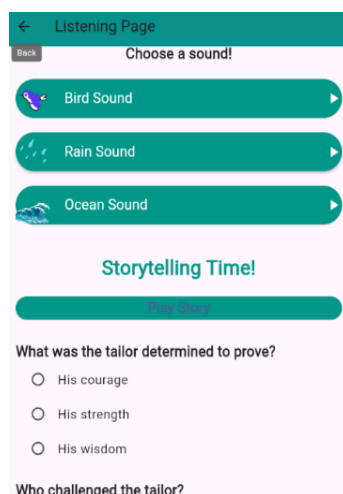 Listening Page
Back
Choose a sound!
Bird Sound
Rain Sound
Ocean Sound
Storytelling Time!
Play Story
What was the tailor determined to prove?
His courage
His strength
His wisdom
Who challenged the tailor?